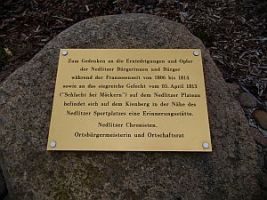 Zum Gedenken an die Erniedrigungen und Opfer
der Nedlitzer Bürgerinnen und Bürger
während der Franzosenzeit von 1806 bis 1814
sowie an das siegreiche Gefecht vom 05. April 1813
("Schlacht bei Möckern") auf dem Nedlitzer Plateau
befindet sich auf dem Kienberg in der Nähe des
Nedlitzer Sportplatzes eine Erinnerungsstätte.
Nedlitzer Chronisten.
Ortsbürgermeisterin und Ortschaftsrat